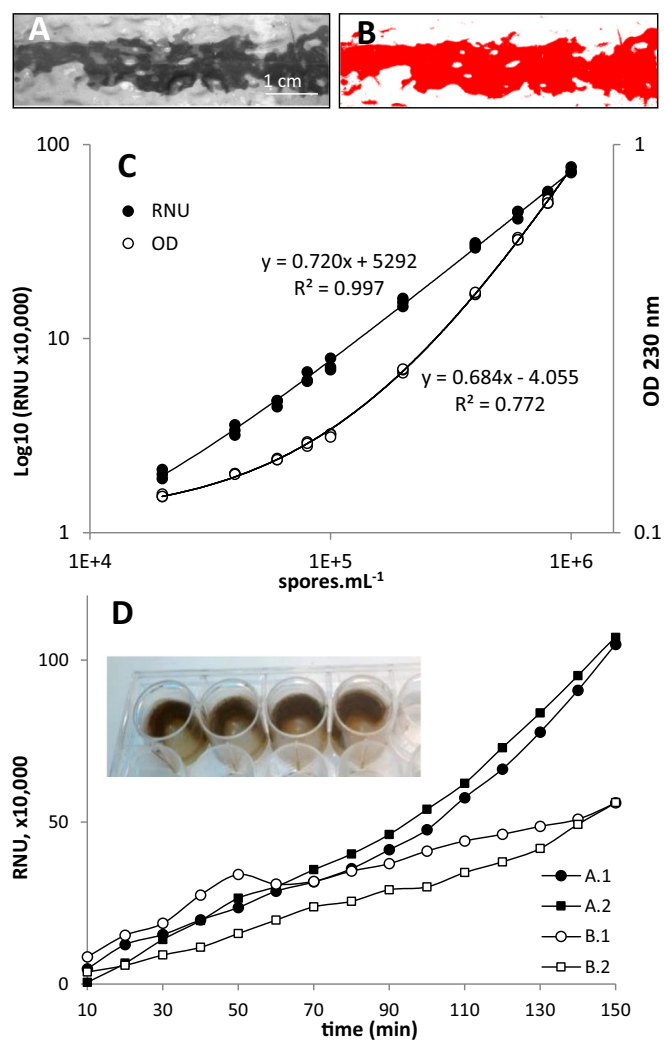 A
B
1 cm
100
1
C
RNU
OD
y = 0.720x + 5292
R² = 0.997
10
y = 0.684x - 4.055
R² = 0.772
Log10 (RNU x10,000)
OD 230 nm
1
0.1
1E+4
1E+5
1E+6
spores.mL⁻¹
D
100
RNU, x10,000
50
A.1
A.2
B.1
B.2
0
10
30
50
70
90
110
130
150
time (min)